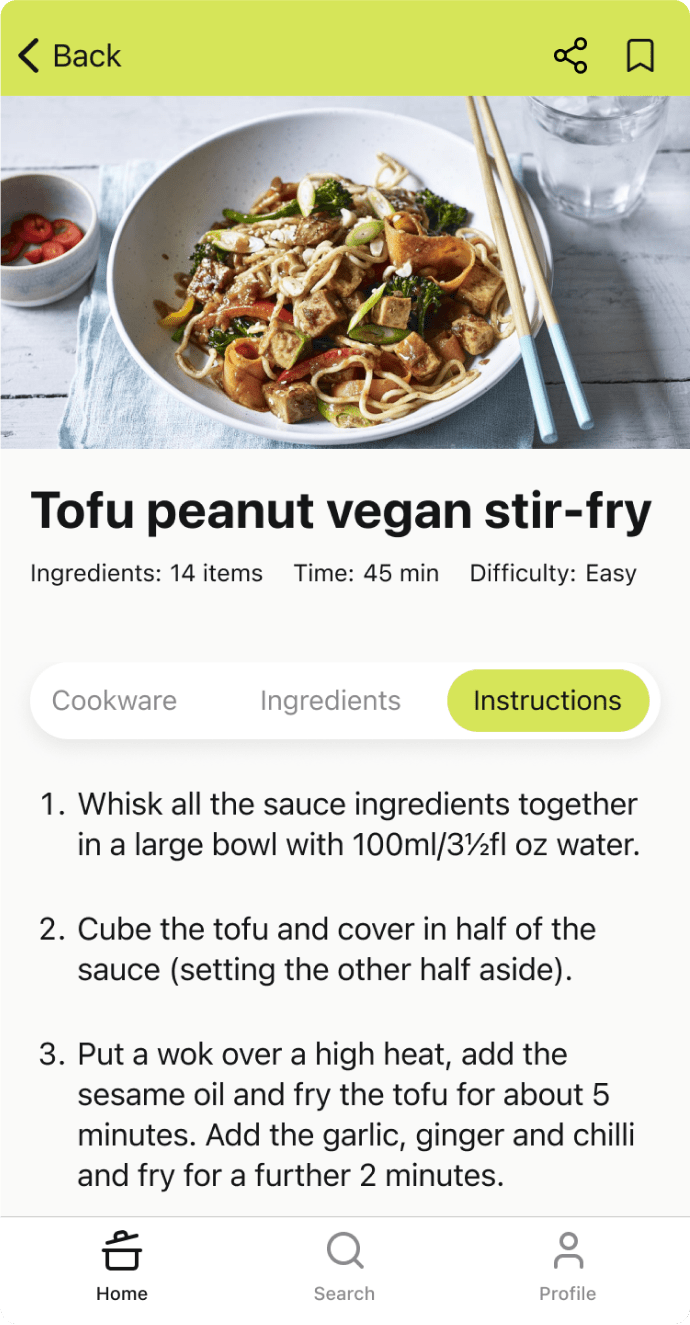 Back
Tofu peanut vegan stir-fry
Ingredients: 14 items Time: 45 min Difficulty: Easy
Cookware Ingredients Instructions
1. Whisk all the sauce ingredients together
in a large bowl with 100ml/3½fl oz water.
2. Cube the tofu and cover in half of the
sauce (setting the other half aside).
3. Put a wok over a high heat, add the
sesame oil and fry the tofu for about 5
minutes. Add the garlic, ginger and chilli
and fry for a further 2 minutes.
Home Search Profile